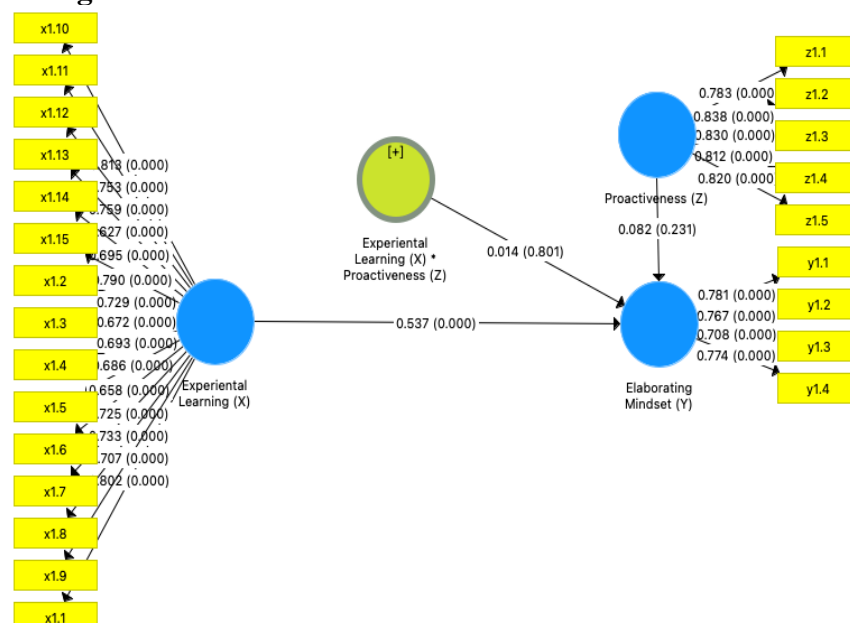 x1.10
x1.11
x1.12
x1.13
x1.14
x1.15
x1.2
x1.3
x1.4
x1.5
x1.6
x1.7
x1.8
x1.9
x1.1
.813 (0.000)
.753 (0.000)
.759 (0.000)
.627 (0.000)
.695 (0.000)
.790 (0.000)
0.729 (0.000)
0.672 (0.000)
0.693 (0.000)
.686 (0.000)
0.658 (0.000)
.725 (0.000)
.733 (0.000)
.707 (0.000)
.802 (0.000)
Experiential
Learning (X)
[+]
Experiential
Learning (X) *
Proactiveness (Z)
0.014 (0.801)
0.537 (0.000)
Proactiveness (Z)
0.082 (0.231)
Elaborating
Mindset (Y)
0.783 (0.000
0.838 (0.000)
0.830 (0.000)
0.812 (0.000)
0.820 (0.000
z1.1
z1.2
z1.3
z1.4
z1.5
0.781 (0.000)
0.767 (0.000)
0.708 (0.000)
0.774 (0.000)
y1.1
y1.2
y1.3
y1.4